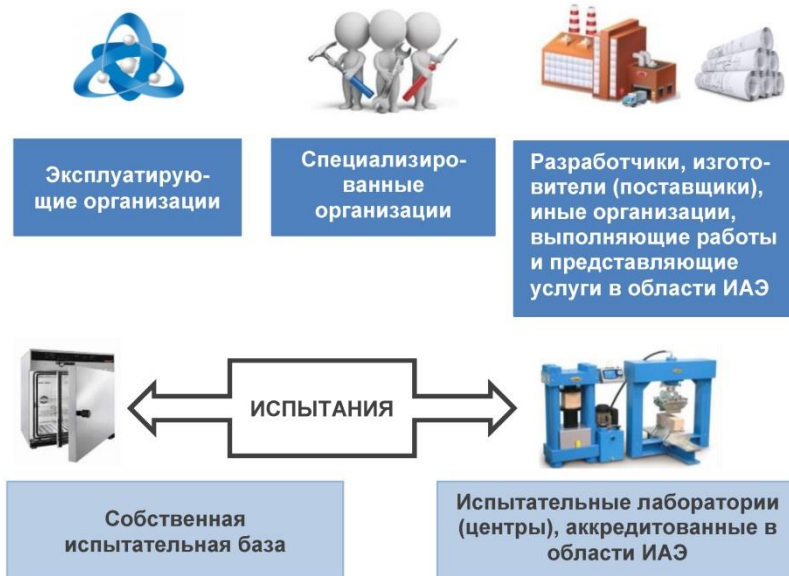 Эксплуатирую-
щие организации
Специализиро-
ванные
организации
Разработчики, изгото-
вители (поставщики),
иные организации,
выполняющие работы
и представляющие
услуги в области ИАЭ
ИСПЫТАНИЯ
Собственная
испытательная база
Испытательные лаборатории
(центры), аккредитованные в
области ИАЭ